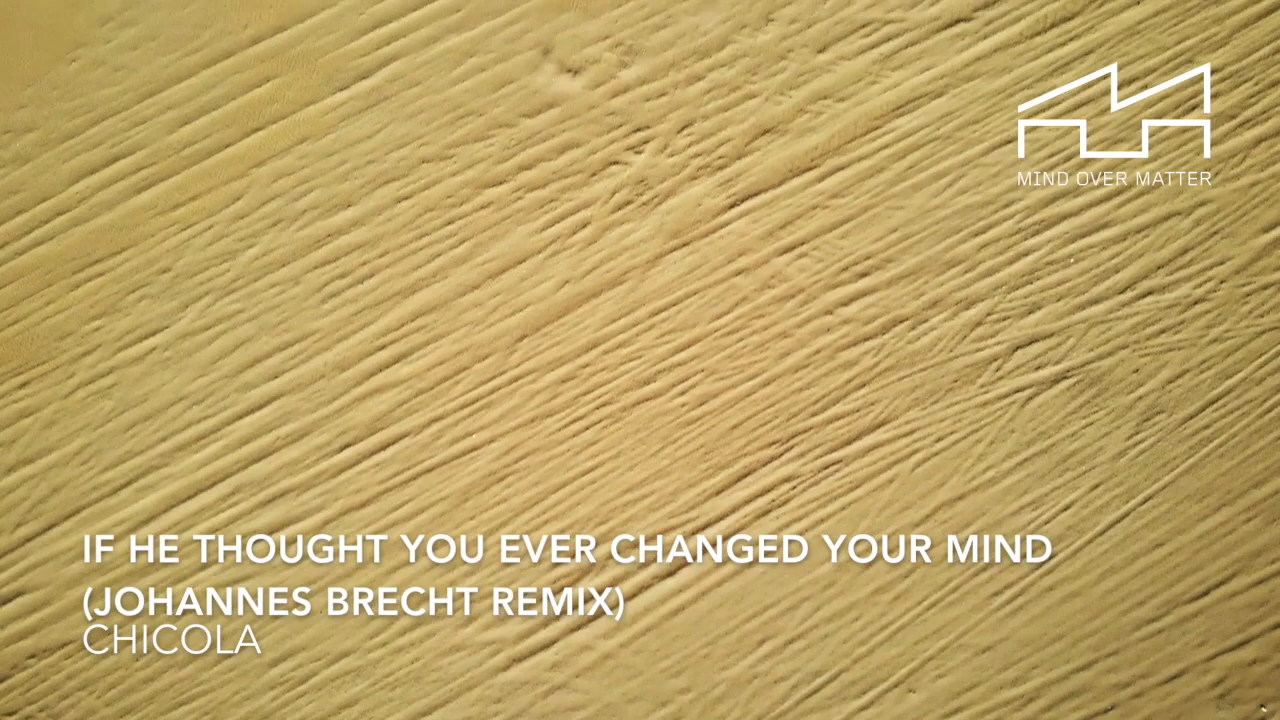 MIND OVER MATTER
IF HE THOUGHT YOU EVER CHANGED YOUR MIND
(JOHANNES BRECHT REMIX)
CHICOLA